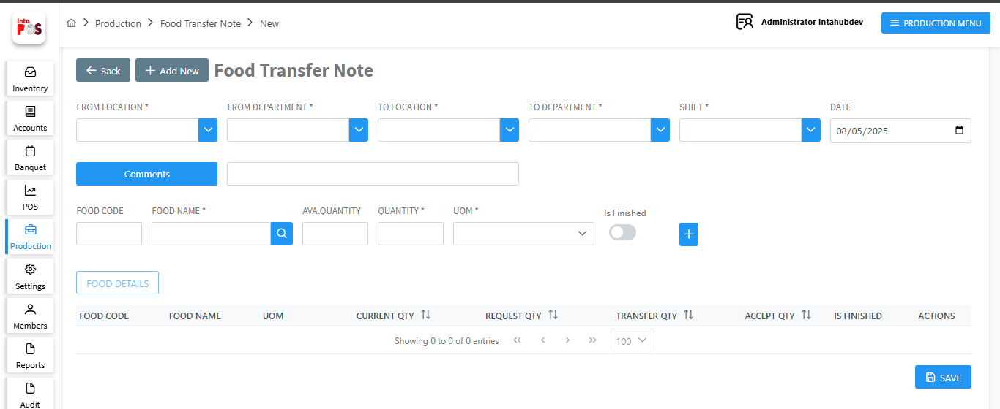 Inta
POS
Production
Food Transfer Note
New
Administrator Intahubdev
PRODUCTION MENU
Inventory
Accounts
Banquet
POS
Production
Settings
Members
Reports
Audit
Back
Add New
Food Transfer Note
FROM LOCATION *
FROM DEPARTMENT *
TO LOCATION *
TO DEPARTMENT *
SHIFT *
DATE
08/05/2025
Comments
FOOD CODE
FOOD NAME *
AVA.QUANTITY
QUANTITY *
UOM *
Is Finished
FOOD DETAILS
FOOD CODE
FOOD NAME
UOM
CURRENT QTY
REQUEST QTY
TRANSFER QTY
ACCEPT QTY
IS FINISHED
ACTIONS
Showing 0 to 0 of 0 entries
100
SAVE